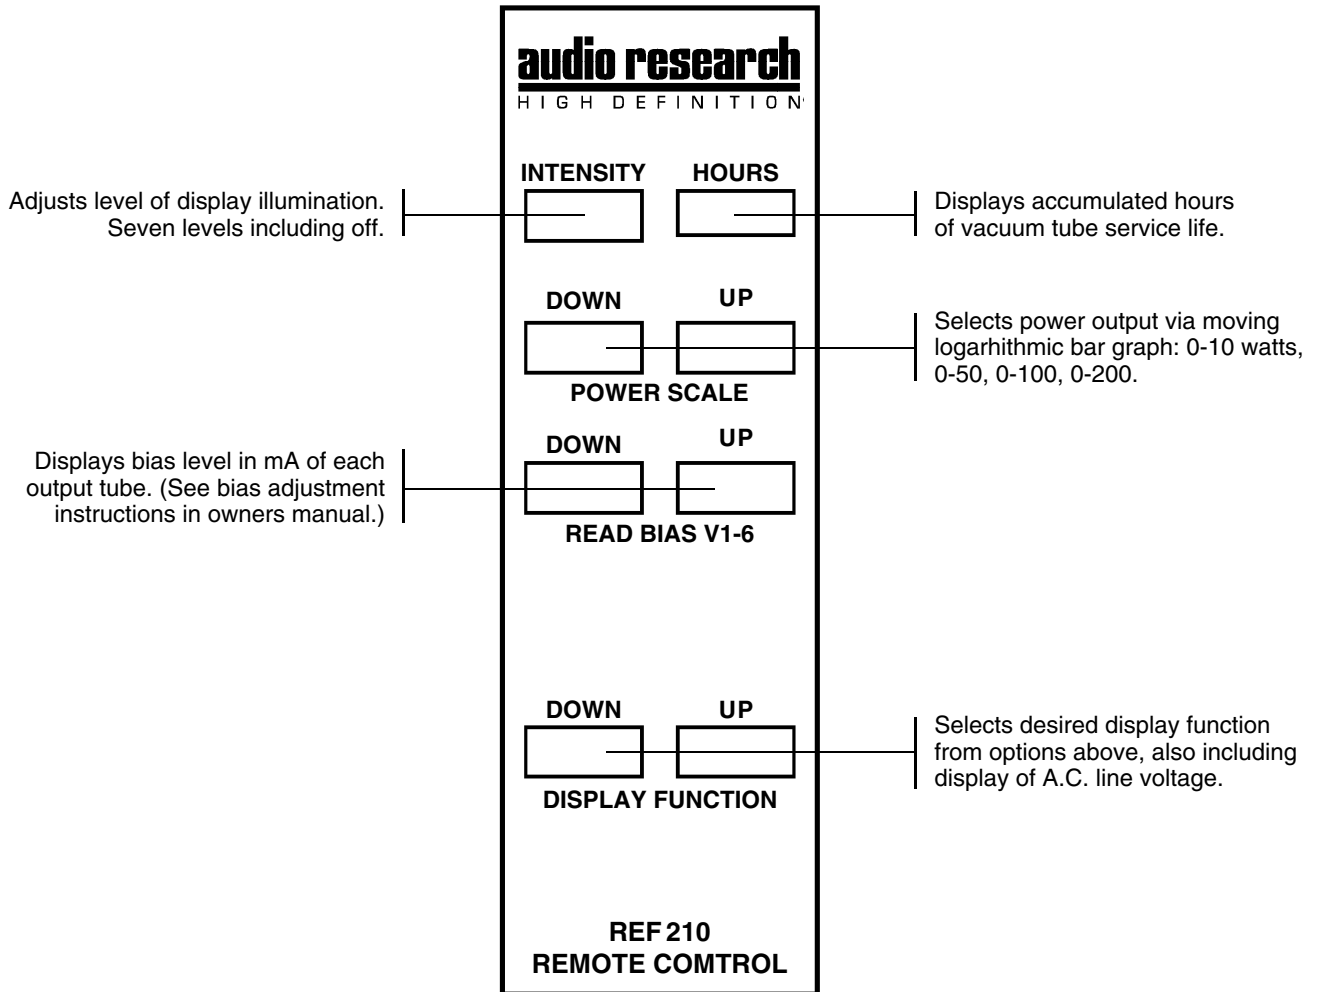 audio research
HIGH DEFINITION
INTENSITY
HOURS
Adjusts level of display illumination.
Seven levels including off.
Displays accumulated hours
of vacuum tube service life.
DOWN
UP
POWER SCALE
Selects power output via moving
logarhithmic bar graph: 0-10 watts,
0-50, 0-100, 0-200.
DOWN
UP
READ BIAS V1-6
Displays bias level in mA of each
output tube. (See bias adjustment
instructions in owners manual.)
DOWN
UP
DISPLAY FUNCTION
Selects desired display function
from options above, also including
display of A.C. line voltage.
REF 210
REMOTE COMTROL